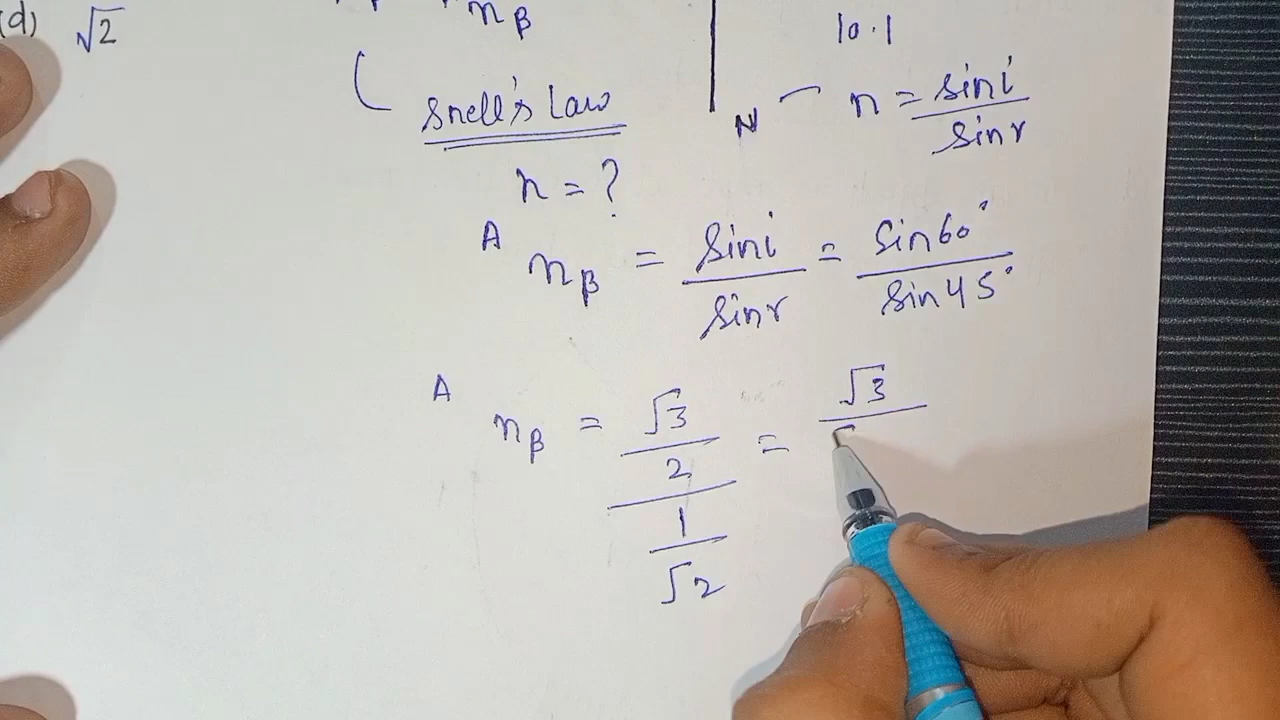 (d) √2
n_β
10.1
Snell's Law
N n = sin i / sin r
n = ?
A n_β = sin i / sin r = sin 60° / sin 45°
A n_β = √3/2 / 1/√2 = √3 / √